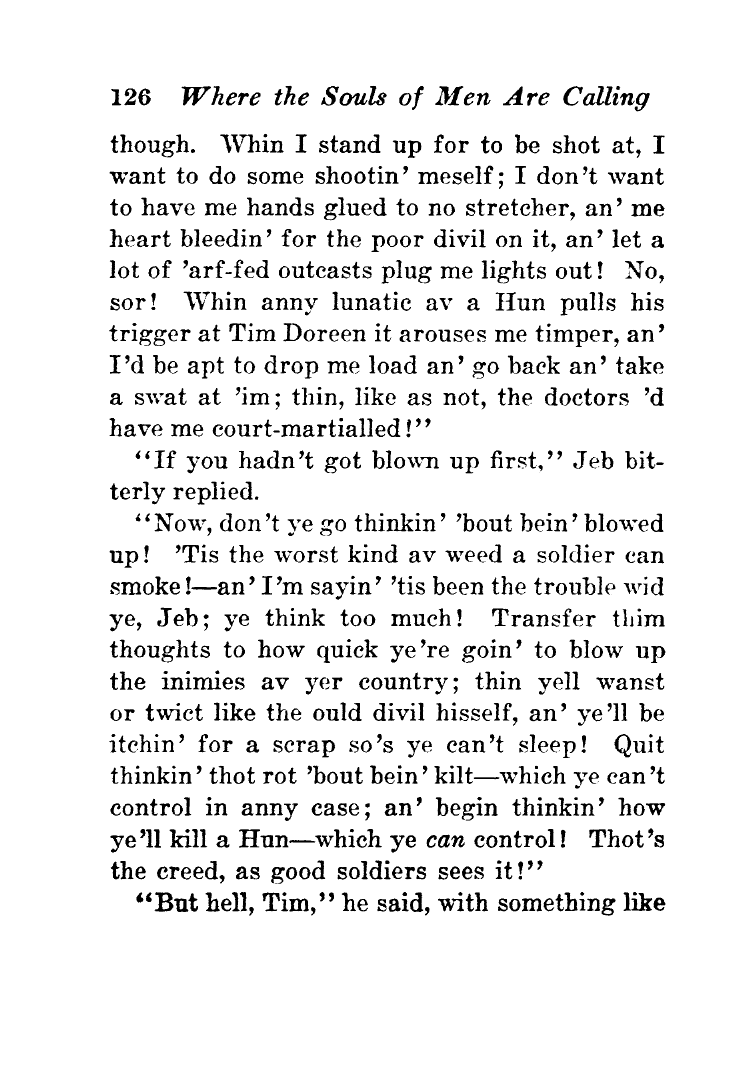 126 Where the Souls of Men Are Calling
though. Whin I stand up for to be shot at, I
want to do some shootin' meself; I don't want
to have me hands glued to no stretcher, an' me
heart bleedin' for the poor divil on it, an' let a
lot of 'arf-fed outcasts plug me lights out! No,
sor! Whin anny lunatic av a Hun pulls his
trigger at Tim Doreen it arouses me timper, an'
I'd be apt to drop me load an' go back an' take
a swat at 'im; thin, like as not, the doctors 'd
have me court-martialled!"
"If you hadn't got blown up first," Jeb bit-
terly replied.
"Now, don't ye go thinkin' 'bout bein' blowed
up! 'Tis the worst kind av weed a soldier can
smoke!—an' I'm sayin' 'tis been the trouble wid
ye, Jeb; ye think too much! Transfer thim
thoughts to how quick ye're goin' to blow up
the inimies av yer country; thin yell wanst
or twict like the ould divil hisself, an' ye'll be
itchin' for a scrap so's ye can't sleep! Quit
thinkin' thot rot 'bout bein' kilt—which ye can't
control in anny case; an' begin thinkin' how
ye'll kill a Hun—which ye can control! Thot's
the creed, as good soldiers sees it!"
"But hell, Tim," he said, with something like